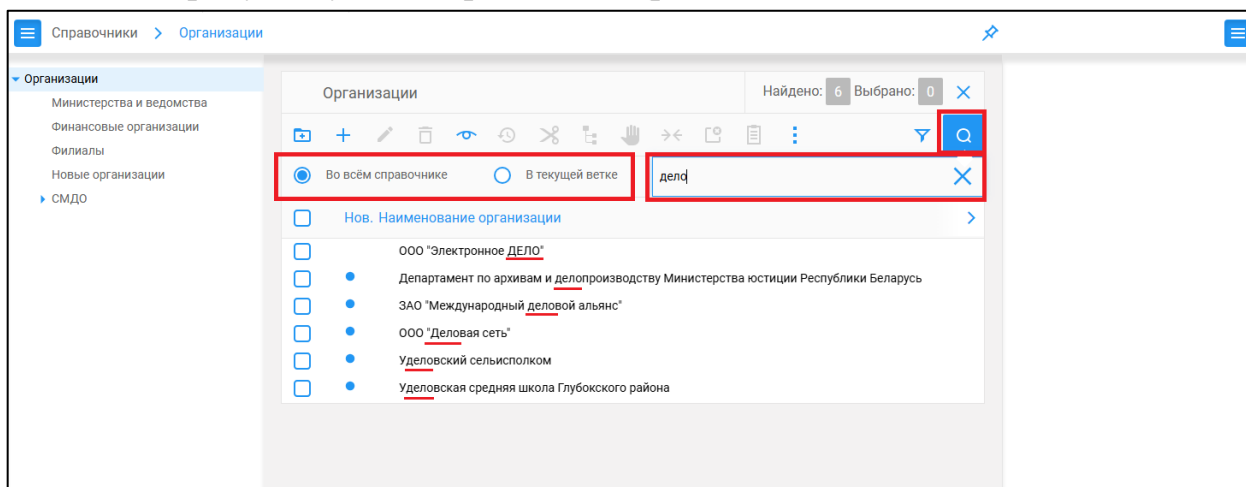 Справочники > Организации
Организации
Министерства и ведомства
Финансовые организации
Филиалы
Новые организации
СМДО
Организации Найдено: 6 Выбрано: 0
Во всём справочнике В текущей ветке дело
Нов. Наименование организации
ООО "Электронное ДЕЛО"
Департамент по архивам и делопроизводству Министерства юстиции Республики Беларусь
ЗАО "Международный деловой альянс"
ООО "Деловая сеть"
Уделовский сельисполком
Уделовская средняя школа Глубокского района